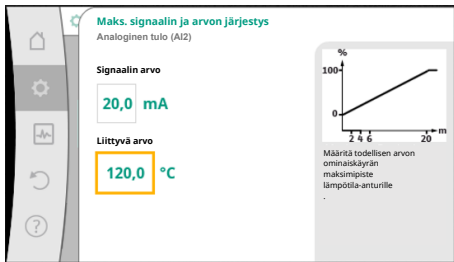 Maks. signaalin ja arvon järjestys
Analoginen tulo (AI2)
Signaalin arvo
20,0 mA
Liittyvä arvo
120,0 °C
%
100
0
2 4 6 20 m
Määritä todellisen arvon
ominaiskäyrän
maksimipiste
lämpötila-anturille
.
?